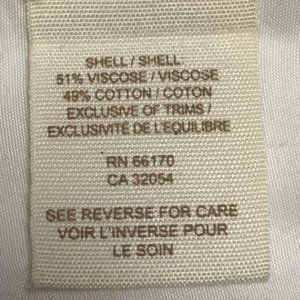 SHELL / SHELL:
51% VISCOSE / VISCOSE
49% COTTON / COTON
EXCLUSIVE OF TRIMS /
EXCLUSIVITE DE L'EQUILIBRE
RN 66170
CA 32054
SEE REVERSE FOR CARE
VOIR L'INVERSE POUR
LE SOIN